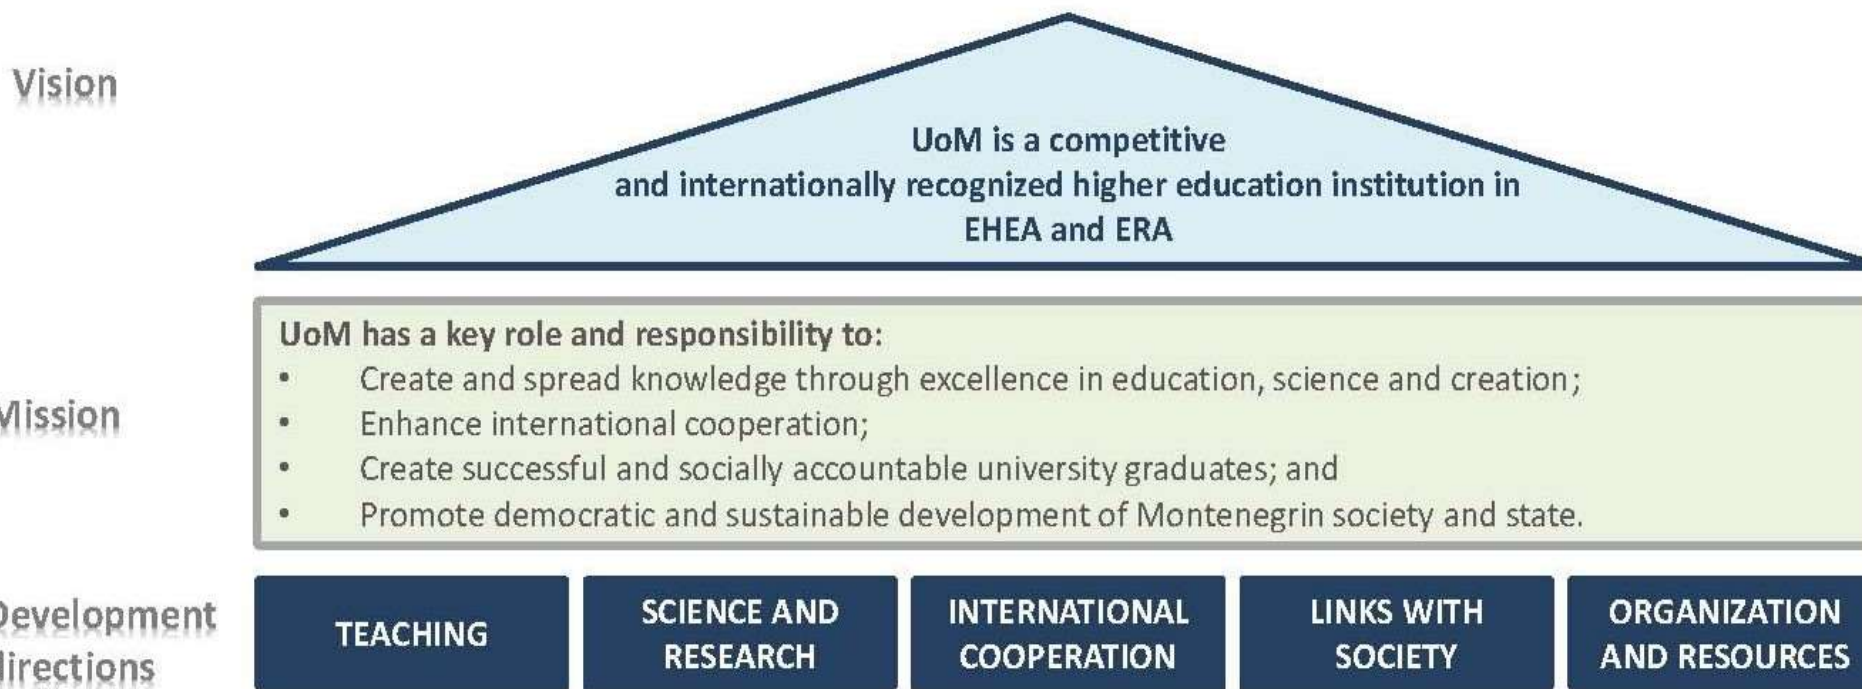 Vision
UoM is a competitive
and internationally recognized higher education institution in
EHEA and ERA
Mission
UoM has a key role and responsibility to:
• Create and spread knowledge through excellence in education, science and creation;
• Enhance international cooperation;
• Create successful and socially accountable university graduates; and
• Promote democratic and sustainable development of Montenegrin society and state.
Development
directions
TEACHING
SCIENCE AND
RESEARCH
INTERNATIONAL
COOPERATION
LINKS WITH
SOCIETY
ORGANIZATION
AND RESOURCES